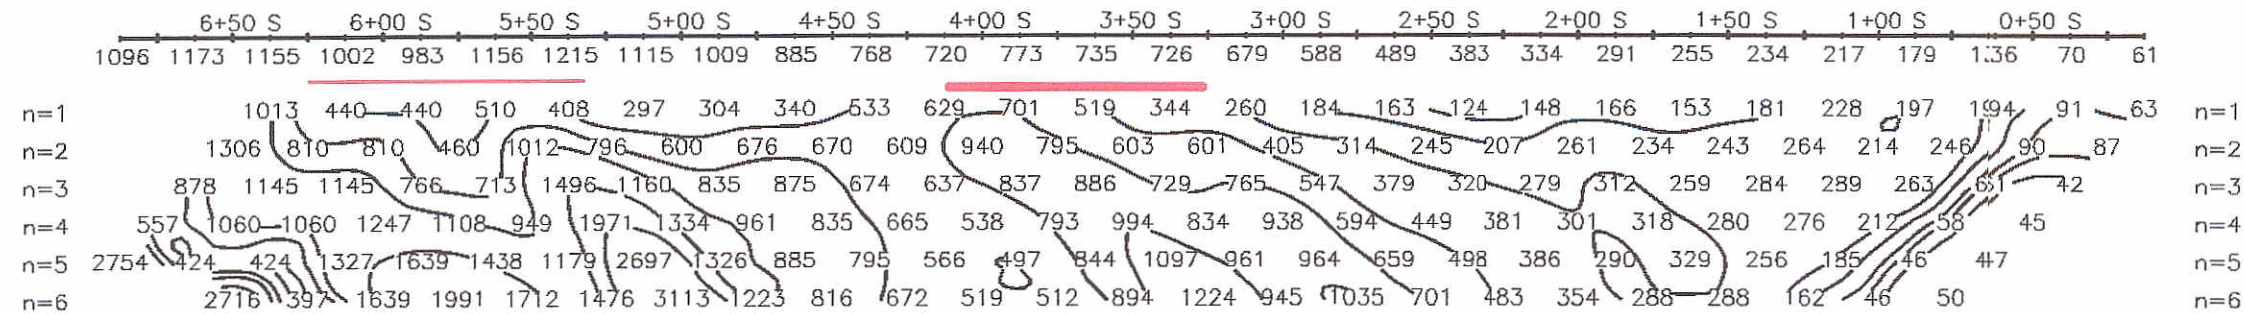 6+50 S 6+00 S 5+50 S 5+00 S 4+50 S 4+00 S 3+50 S 3+00 S 2+50 S 2+00 S 1+50 S 1+00 S 0+50 S
1096 1173 1155 1002 983 1156 1215 1115 1009 885 768 720 773 735 726 679 588 489 383 334 291 255 234 217 179 136 70 61
n=1 1013 440 440 510 408 297 304 340 533 629 701 519 344 260 184 163 124 148 166 153 181 228 197 194 91 63 n=1
n=2 1306 810 810 460 1012 796 600 676 670 609 940 795 603 601 405 314 245 207 261 234 243 264 214 246 90 87 n=2
n=3 878 1145 1145 766 713 1496 1160 835 875 674 637 837 886 729 765 547 379 320 279 312 259 284 289 263 42 n=3
n=4 557 1060 1060 1247 1108 949 1971 1334 961 835 665 538 793 994 834 938 594 449 381 301 318 280 276 212 58 45 n=4
n=5 2754 424 424 1327 1639 1438 1179 2697 1326 885 795 566 497 844 1097 961 964 659 498 386 290 329 256 185 46 47 n=5
n=6 2716 397 1639 1991 1712 1476 3113 1223 816 672 519 512 894 1224 945 1035 701 483 354 288 288 162 46 50 n=6